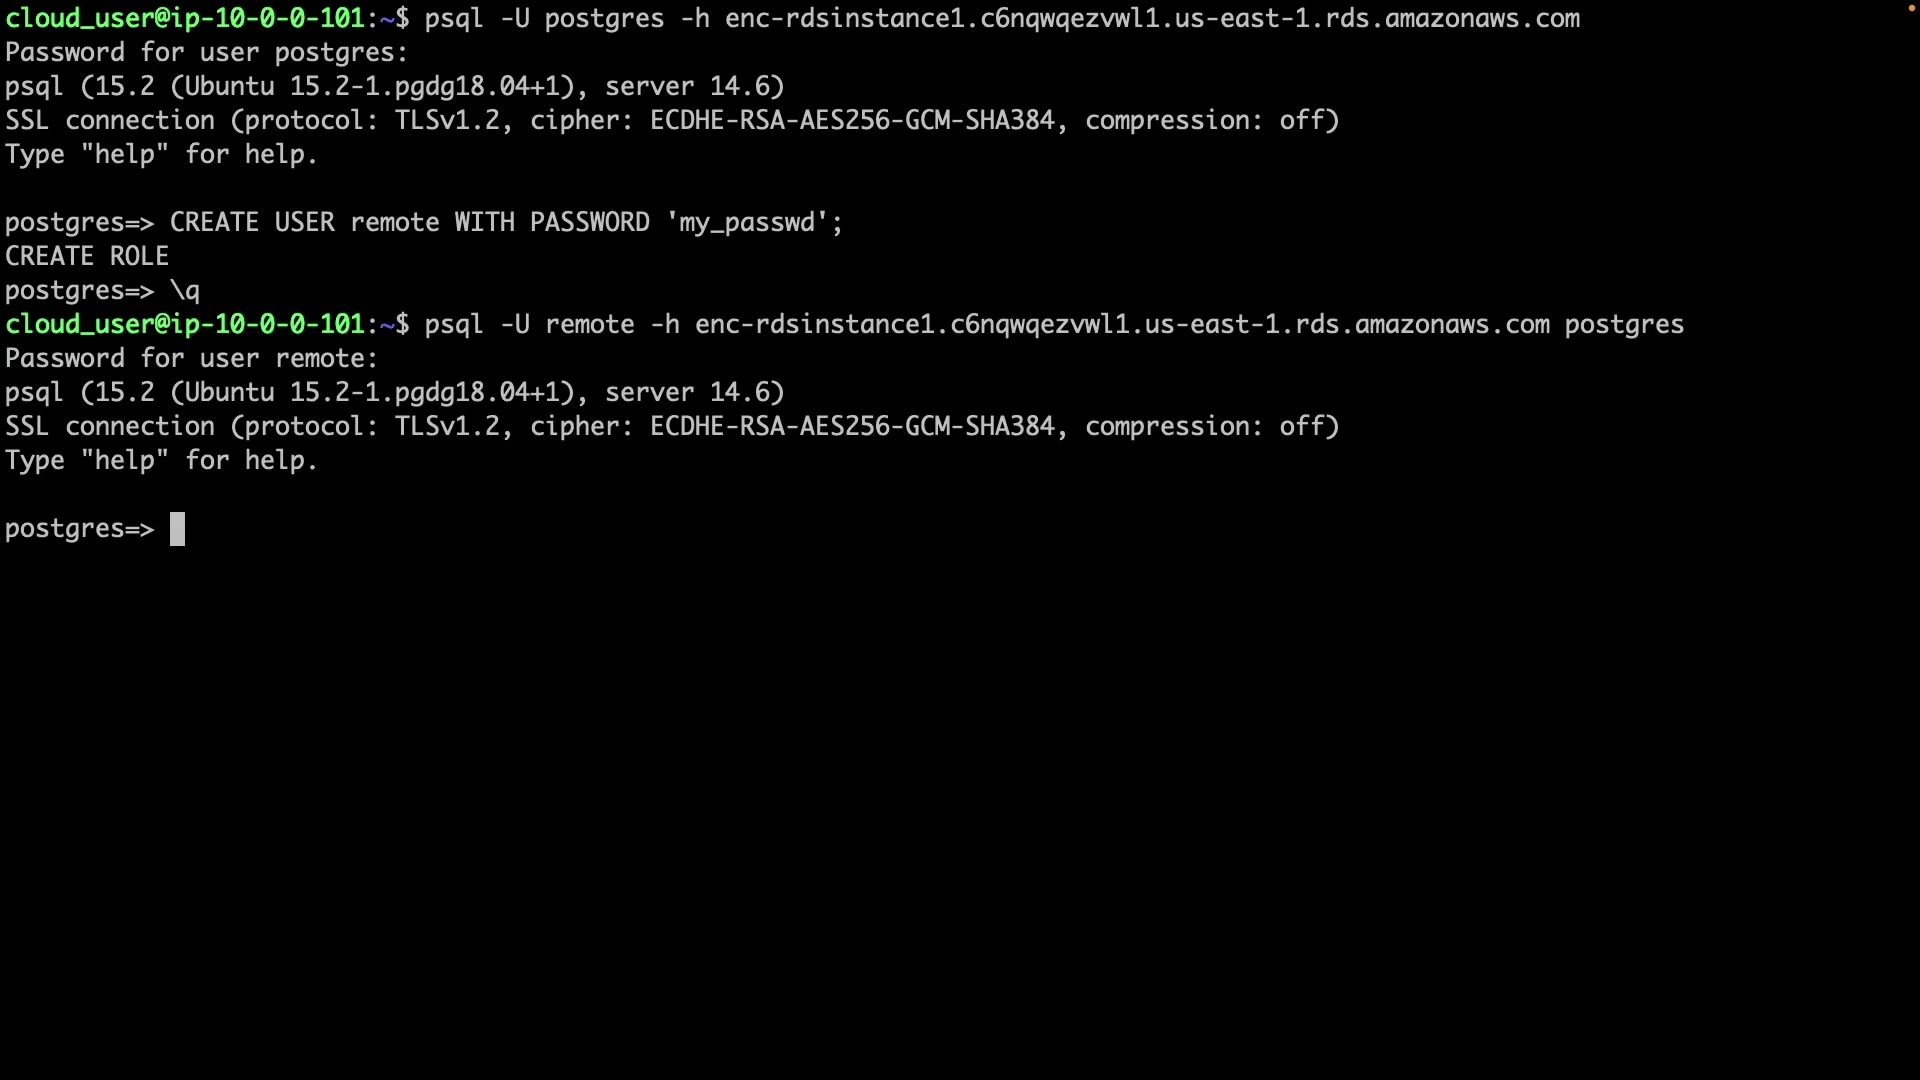 cloud_user@ip-10-0-0-101:~$ psql -U postgres -h enc-rdsinstance1.c6nqwqezvwl1.us-east-1.rds.amazonaws.com
Password for user postgres:
psql (15.2 (Ubuntu 15.2-1.pgdg18.04+1), server 14.6)
SSL connection (protocol: TLSv1.2, cipher: ECDHE-RSA-AES256-GCM-SHA384, compression: off)
Type "help" for help.

postgres=> CREATE USER remote WITH PASSWORD 'my_passwd';
CREATE ROLE
postgres=> \q
cloud_user@ip-10-0-0-101:~$ psql -U remote -h enc-rdsinstance1.c6nqwqezvwl1.us-east-1.rds.amazonaws.com postgres
Password for user remote:
psql (15.2 (Ubuntu 15.2-1.pgdg18.04+1), server 14.6)
SSL connection (protocol: TLSv1.2, cipher: ECDHE-RSA-AES256-GCM-SHA384, compression: off)
Type "help" for help.

postgres=>